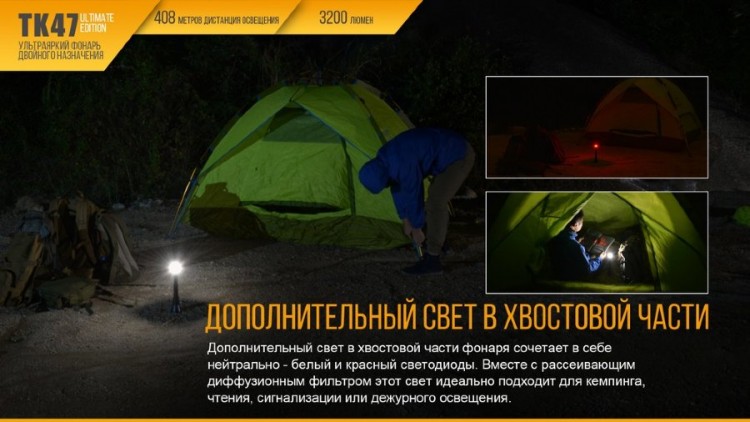 TK47 ULTIMATE EDITION
УЛЬТРАЯРКИЙ ФОНАРЬ
ДВОЙНОГО НАЗНАЧЕНИЯ
408 МЕТРОВ ДИСТАНЦИЯ ОСВЕЩЕНИЯ
3200 ЛЮМЕН
ДОПОЛНИТЕЛЬНЫЙ СВЕТ В ХВОСТОВОЙ ЧАСТИ
Дополнительный свет в хвостовой части фонаря сочетает в себе
нейтрально - белый и красный светодиоды. Вместе с рассеивающим
диффузионным фильтром этот свет идеально подходит для кемпинга,
чтения, сигнализации или дежурного освещения.